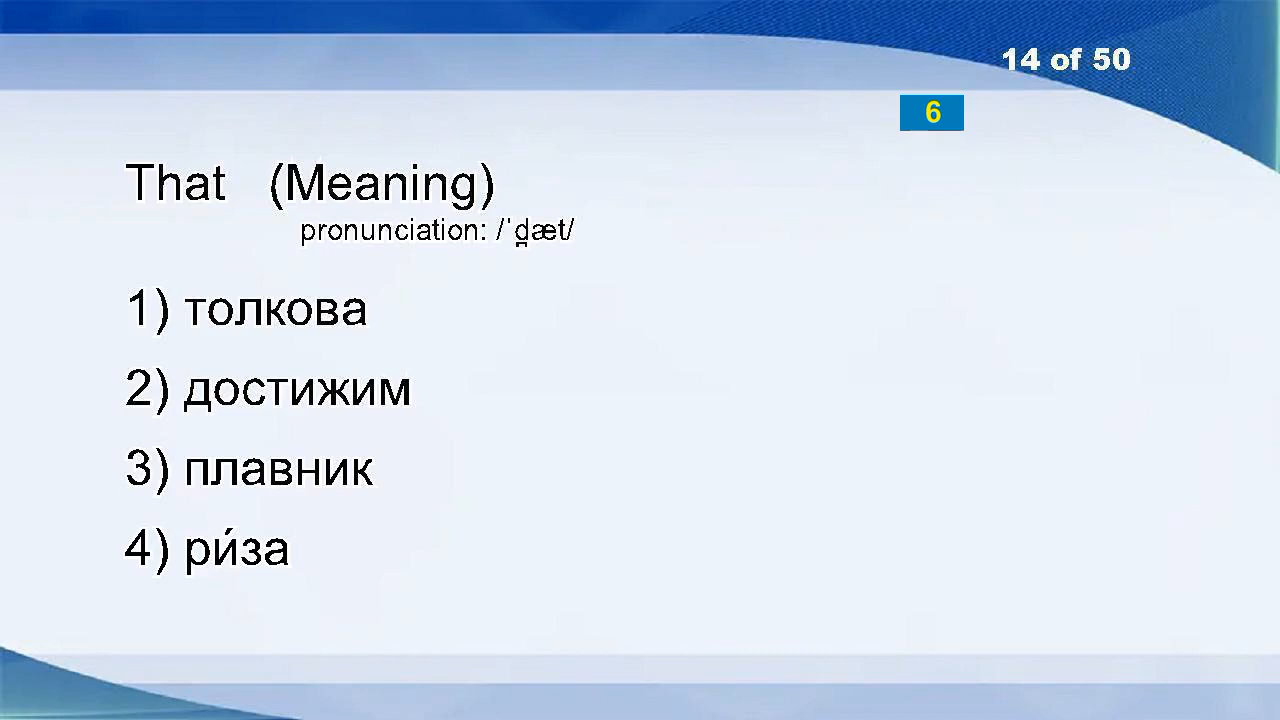 14 of 50
6
That (Meaning)
pronunciation: /ˈd̪æt/
1) толкова
2) достижим
3) плавник
4) ри́за